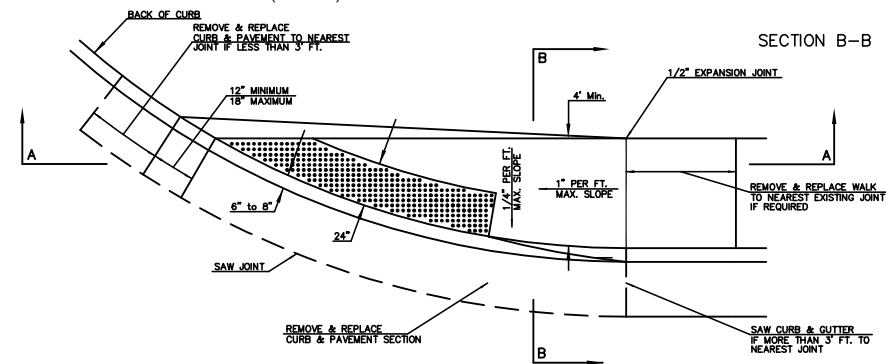 BACK OF CURB
REMOVE & REPLACE
CURB & PAVEMENT TO NEAREST
JOINT IF LESS THAN 3' FT.
B
SECTION B-B
12" MINIMUM
18" MAXIMUM
4' Min.
1/2" EXPANSION JOINT
A
A
1/4" PER FT.
MAX. SLOPE
1" PER FT.
MAX. SLOPE
REMOVE & REPLACE WALK
TO NEAREST EXISTING JOINT
IF REQUIRED
6" to 8"
24"
SAW JOINT
REMOVE & REPLACE
CURB & PAVEMENT SECTION
SAW CURB & GUTTER
IF MORE THAN 3' FT. TO
NEAREST JOINT
B